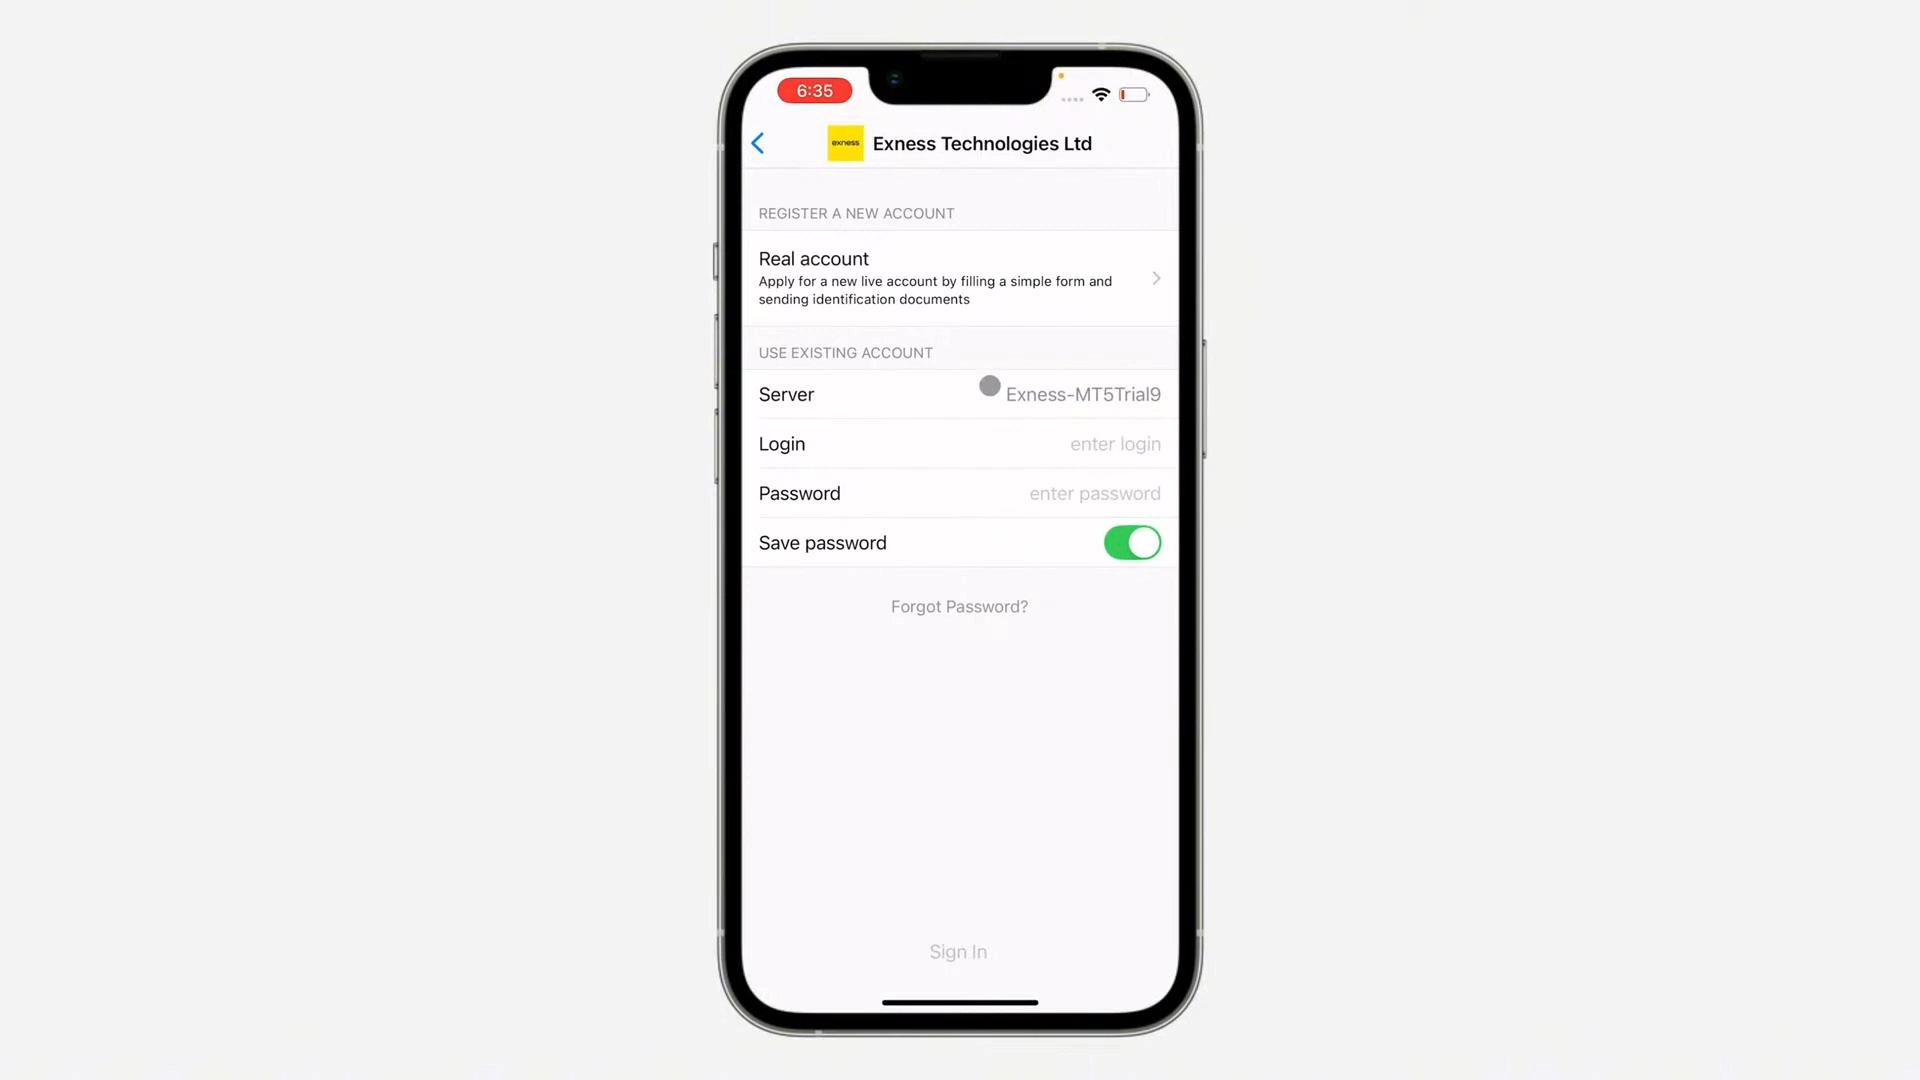 6:35
exness Exness Technologies Ltd
REGISTER A NEW ACCOUNT
Real account
Apply for a new live account by filling a simple form and
sending identification documents
USE EXISTING ACCOUNT
Server Exness-MT5Trial9
Login enter login
Password enter password
Save password
Forgot Password?
Sign In